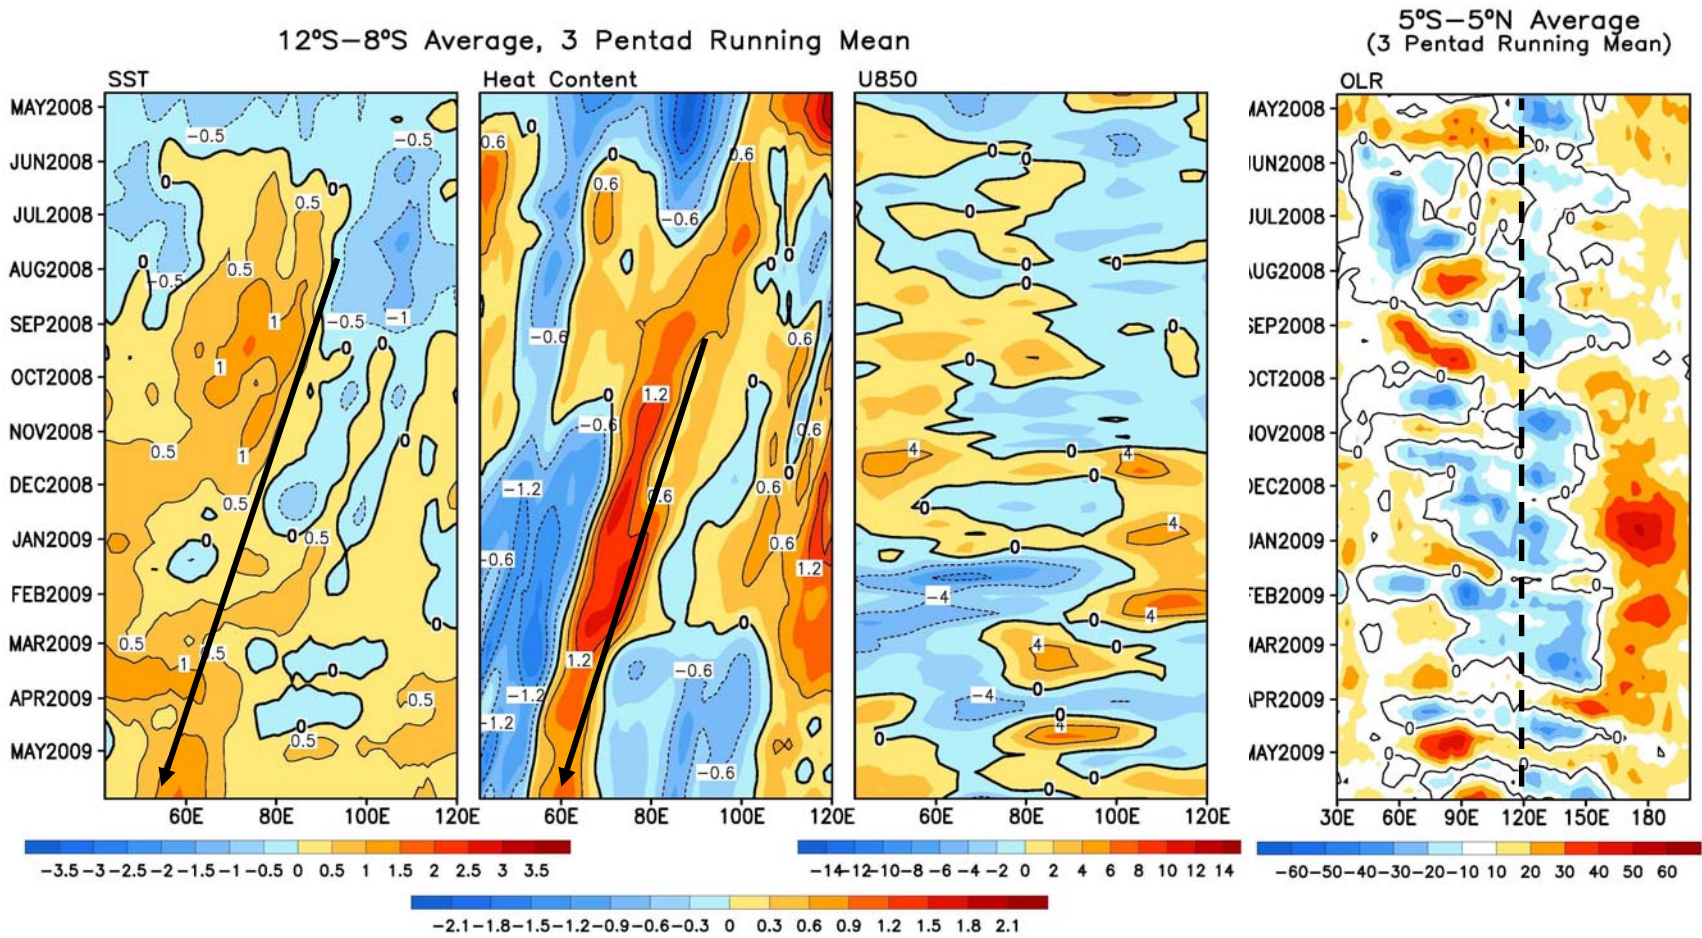 12°S–8°S Average, 3 Pentad Running Mean
5°S–5°N Average
(3 Pentad Running Mean)
SST
Heat Content
U850
OLR
MAY2008
JUN2008
JUL2008
AUG2008
SEP2008
OCT2008
NOV2008
DEC2008
JAN2009
FEB2009
MAR2009
APR2009
MAY2009
60E 80E 100E 120E
60E 80E 100E 120E
60E 80E 100E 120E
30E 60E 90E 120E 150E 180
-3.5 -3 -2.5 -2 -1.5 -1 -0.5 0 0.5 1 1.5 2 2.5 3 3.5
-14 -12 -10 -8 -6 -4 -2 0 2 4 6 8 10 12 14
-60 -50 -40 -30 -20 -10 10 20 30 40 50 60
-2.1 -1.8 -1.5 -1.2 -0.9 -0.6 -0.3 0 0.3 0.6 0.9 1.2 1.5 1.8 2.1